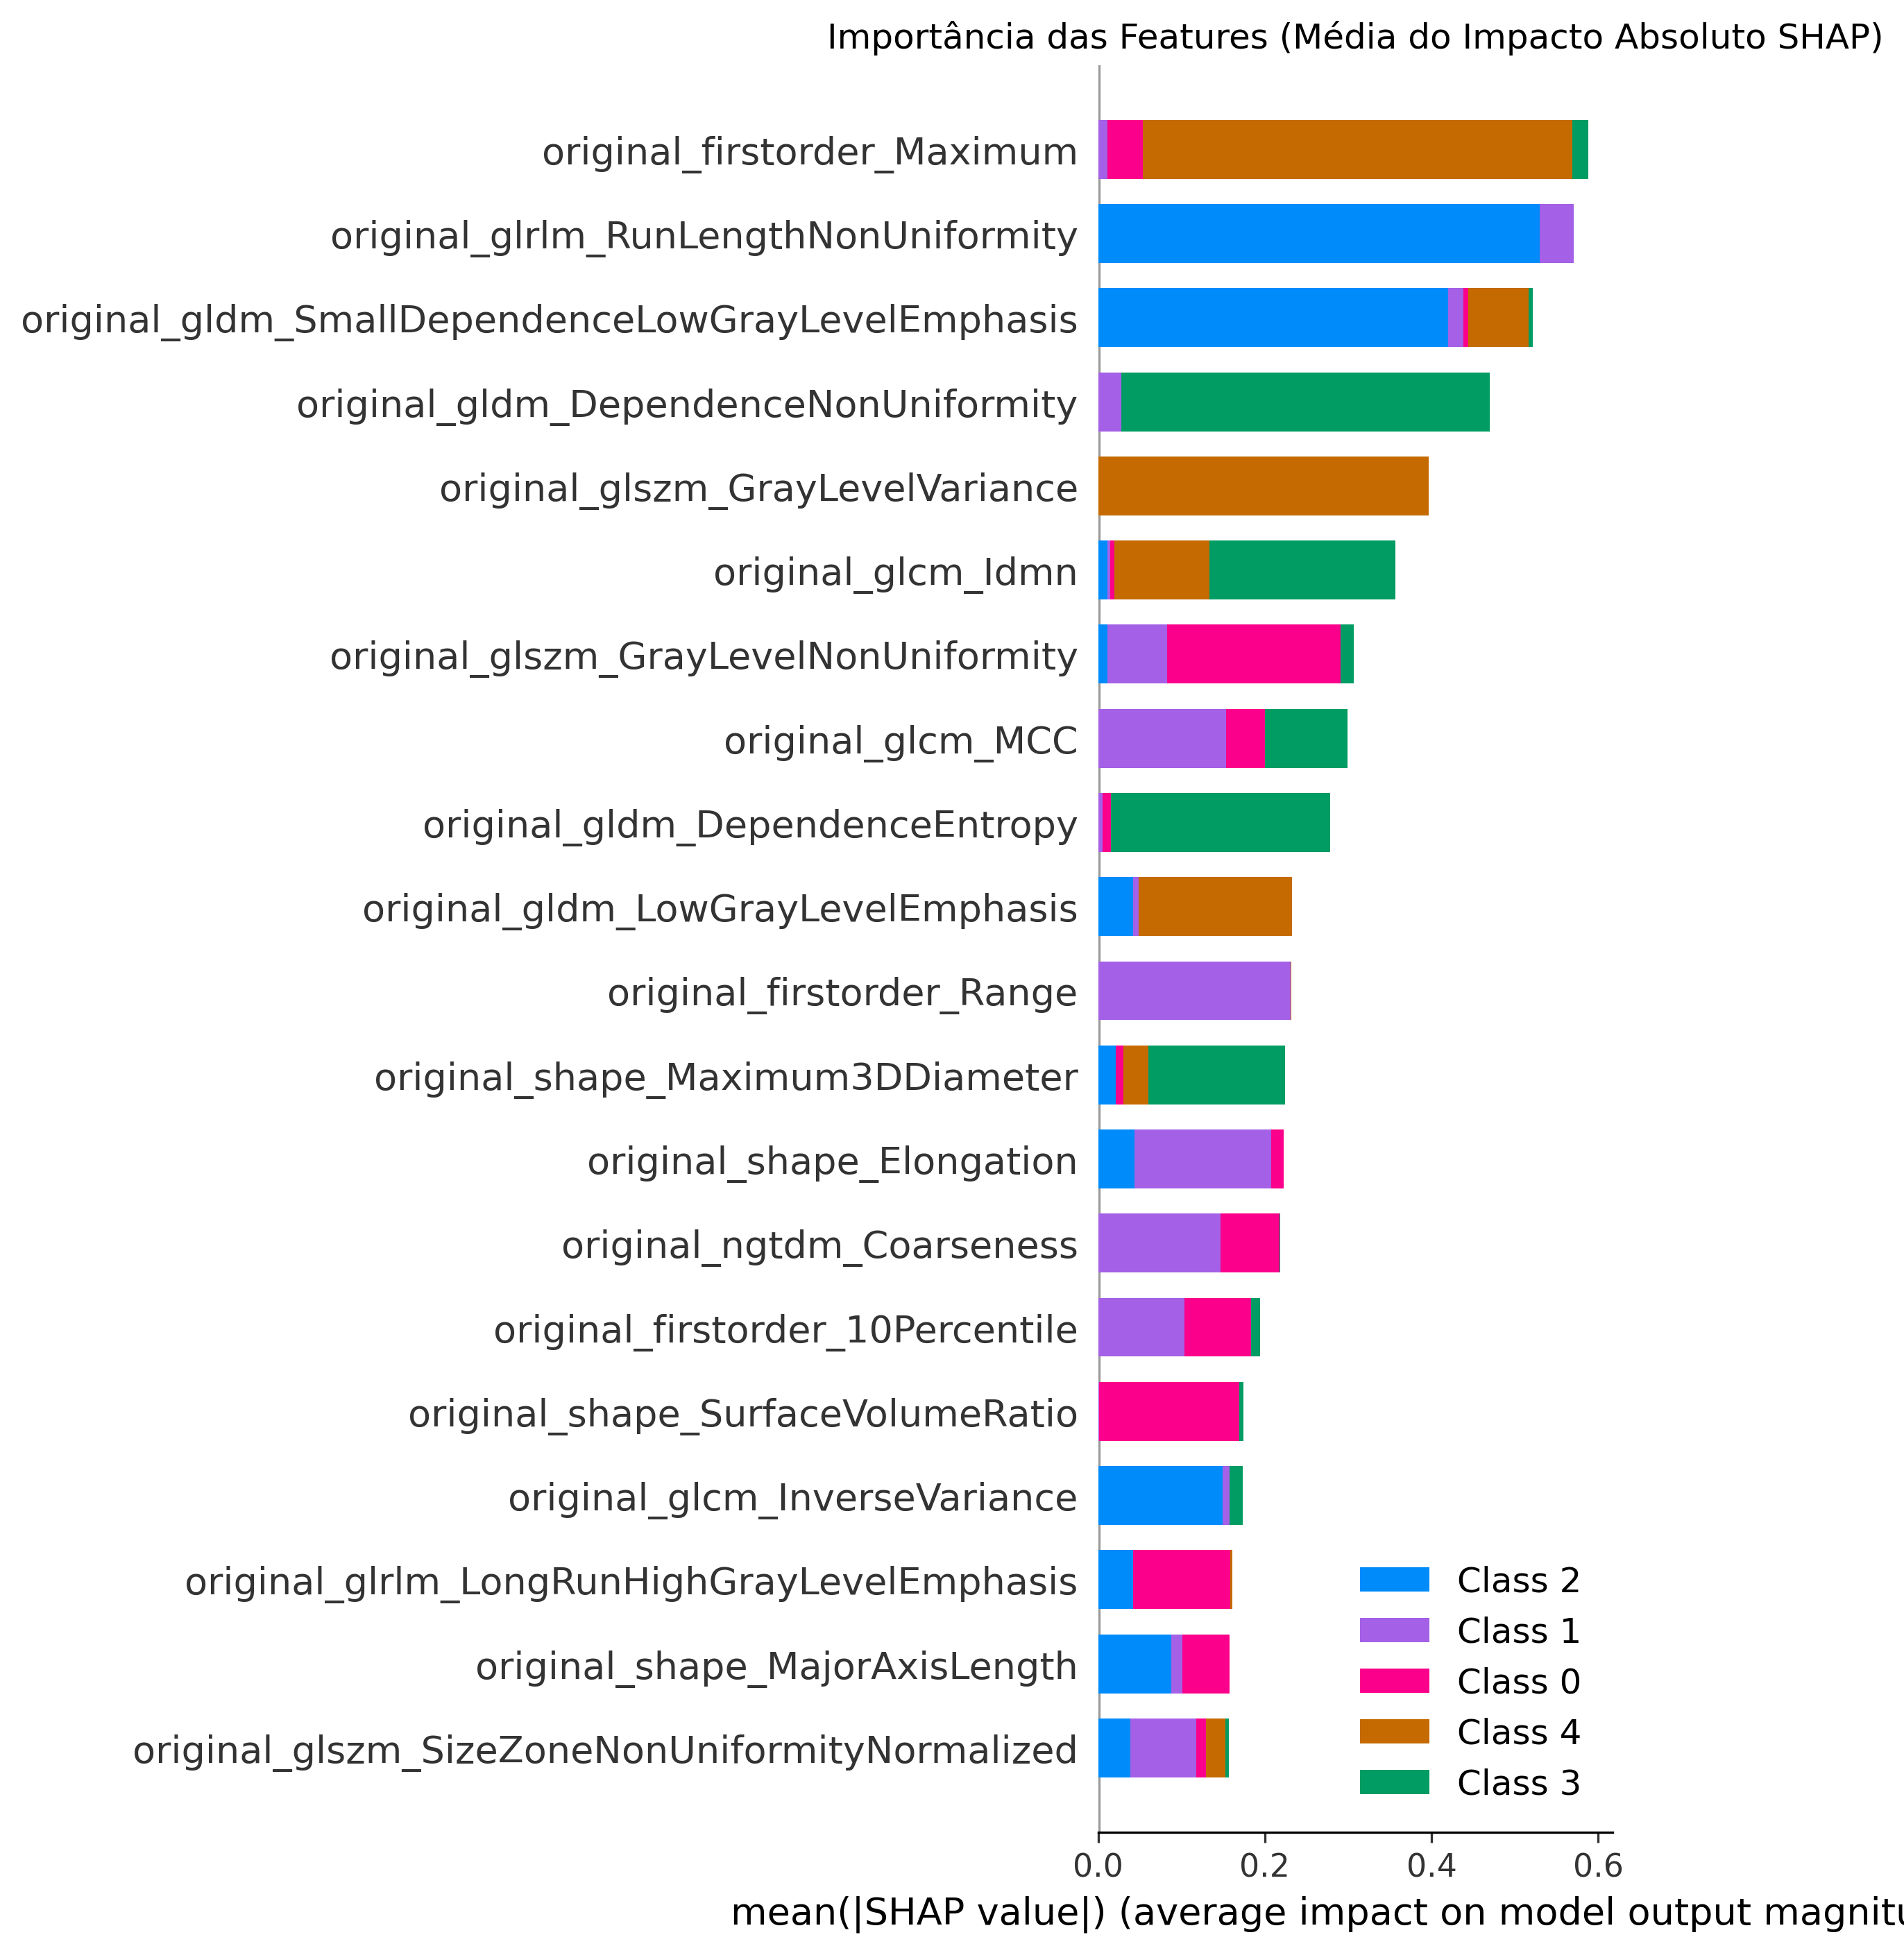 Importância das Features (Média do Impacto Absoluto SHAP)
original_firstorder_Maximum
original_glrlm_RunLengthNonUniformity
original_gldm_SmallDependenceLowGrayLevelEmphasis
original_gldm_DependenceNonUniformity
original_glszm_GrayLevelVariance
original_glcm_Idmn
original_glszm_GrayLevelNonUniformity
original_glcm_MCC
original_gldm_DependenceEntropy
original_gldm_LowGrayLevelEmphasis
original_firstorder_Range
original_shape_Maximum3DDiameter
original_shape_Elongation
original_ngtdm_Coarseness
original_firstorder_10Percentile
original_shape_SurfaceVolumeRatio
original_glcm_InverseVariance
original_glrlm_LongRunHighGrayLevelEmphasis
original_shape_MajorAxisLength
original_glszm_SizeZoneNonUniformityNormalized
Class 2
Class 1
Class 0
Class 4
Class 3
0.0 0.2 0.4 0.6
mean(|SHAP value|) (average impact on model output magnitu